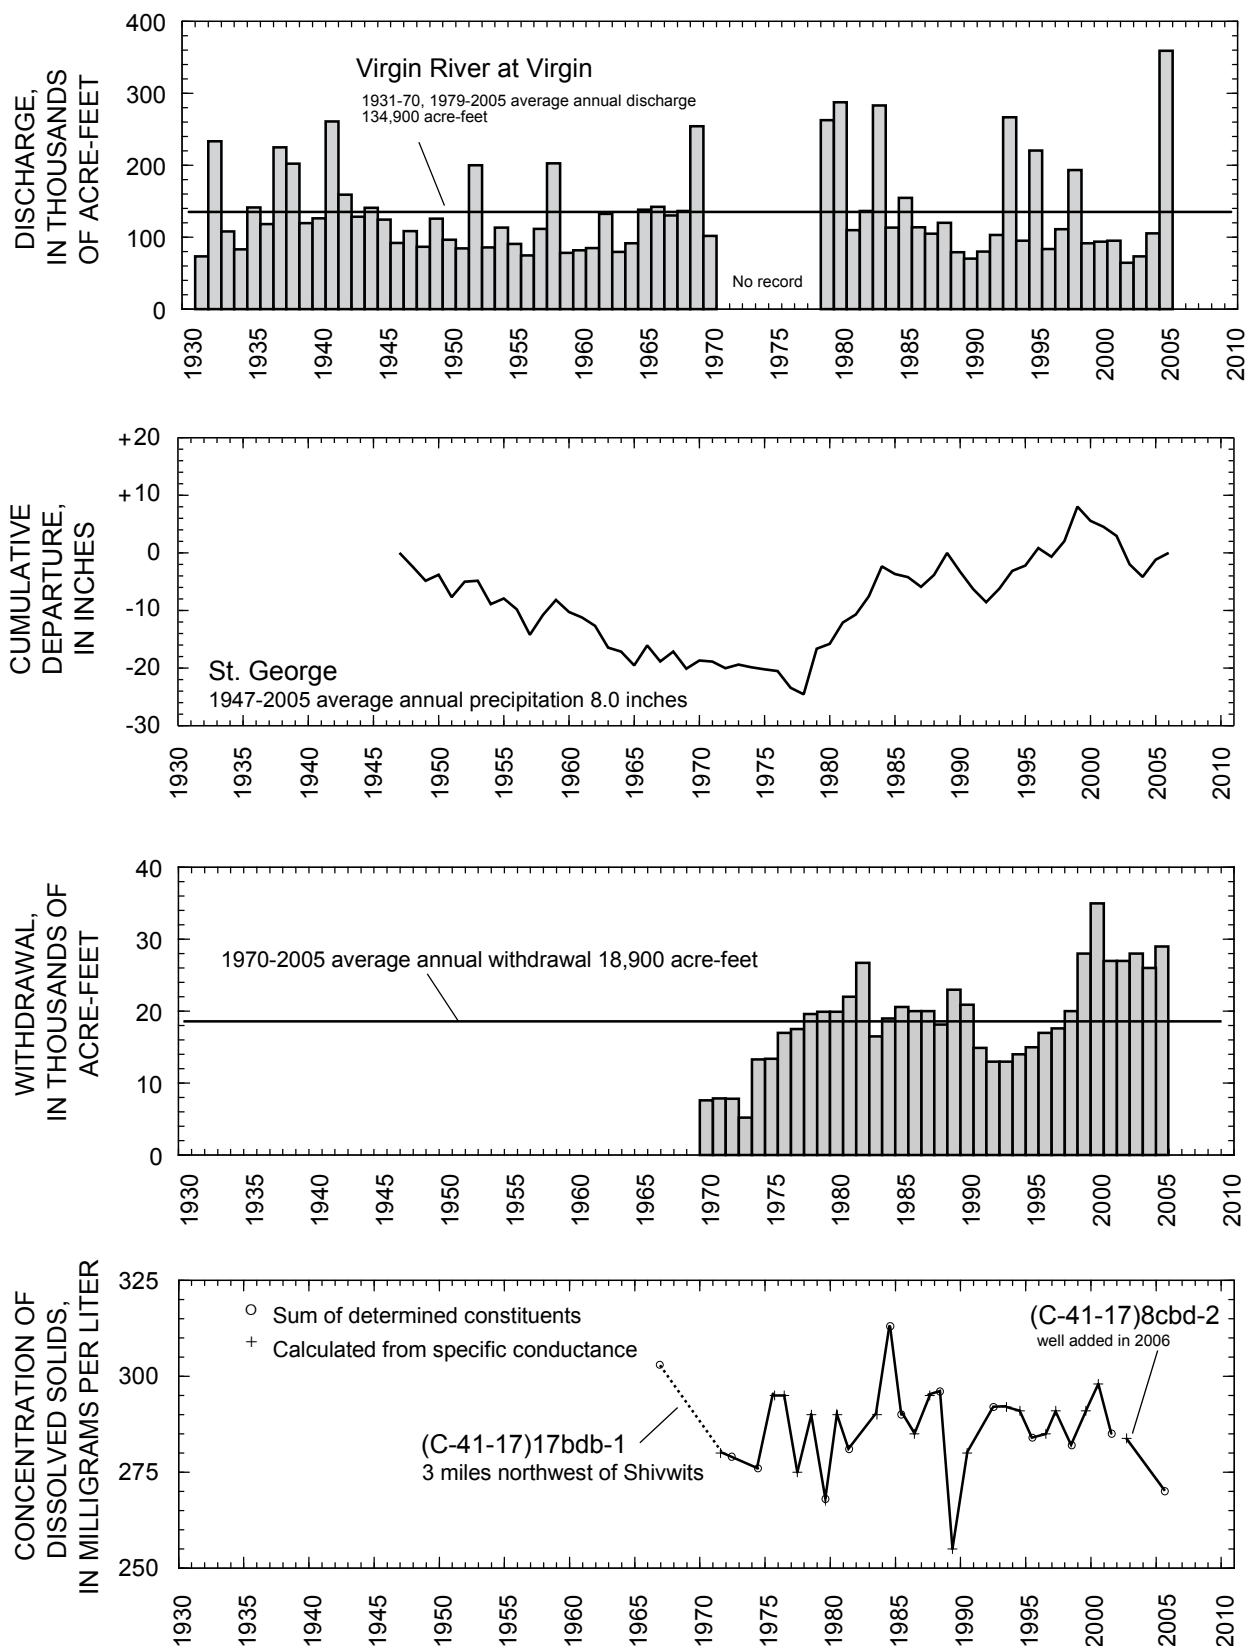 DISCHARGE,
IN THOUSANDS
OF ACRE-FEET
400
300
200
100
0
Virgin River at Virgin
1931-70, 1979-2005 average annual discharge
134,900 acre-feet
No record
1930 1935 1940 1945 1950 1955 1960 1965 1970 1975 1980 1985 1990 1995 2000 2005 2010
CUMULATIVE
DEPARTURE,
IN INCHES
+20
+10
0
-10
-20
-30
St. George
1947-2005 average annual precipitation 8.0 inches
1930 1935 1940 1945 1950 1955 1960 1965 1970 1975 1980 1985 1990 1995 2000 2005 2010
WITHDRAWAL,
IN THOUSANDS OF
ACRE-FEET
40
30
20
10
0
1970-2005 average annual withdrawal 18,900 acre-feet
1930 1935 1940 1945 1950 1955 1960 1965 1970 1975 1980 1985 1990 1995 2000 2005 2010
CONCENTRATION OF
DISSOLVED SOLIDS,
IN MILLIGRAMS PER LITER
325
300
275
250
Sum of determined constituents
Calculated from specific conductance
(C-41-17)17bdb-1
3 miles northwest of Shivwits
(C-41-17)8cbd-2
well added in 2006
1930 1935 1940 1945 1950 1955 1960 1965 1970 1975 1980 1985 1990 1995 2000 2005 2010